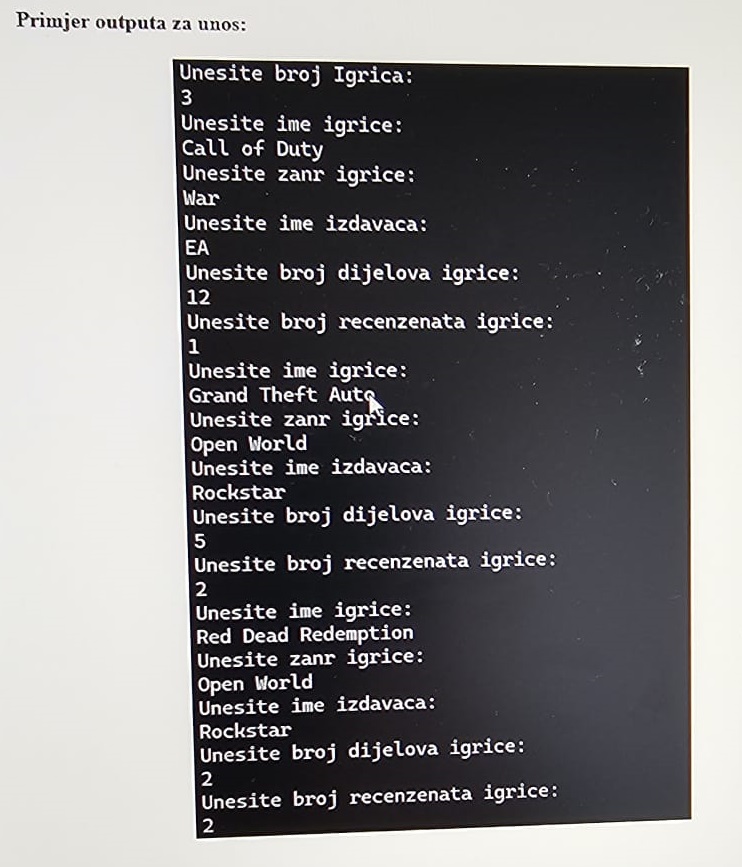 Primjer outputa za unos:
Unesite broj Igrica:
3
Unesite ime igrice:
Call of Duty
Unesite zanr igrice:
War
Unesite ime izdavaca:
EA
Unesite broj dijelova igrice:
12
Unesite broj recenzenata igrice:
1
Unesite ime igrice:
Grand Theft Auto
Unesite zanr igrice:
Open World
Unesite ime izdavaca:
Rockstar
Unesite broj dijelova igrice:
5
Unesite broj recenzenata igrice:
2
Unesite ime igrice:
Red Dead Redemption
Unesite zanr igrice:
Open World
Unesite ime izdavaca:
Rockstar
Unesite broj dijelova igrice:
2
Unesite broj recenzenata igrice:
2